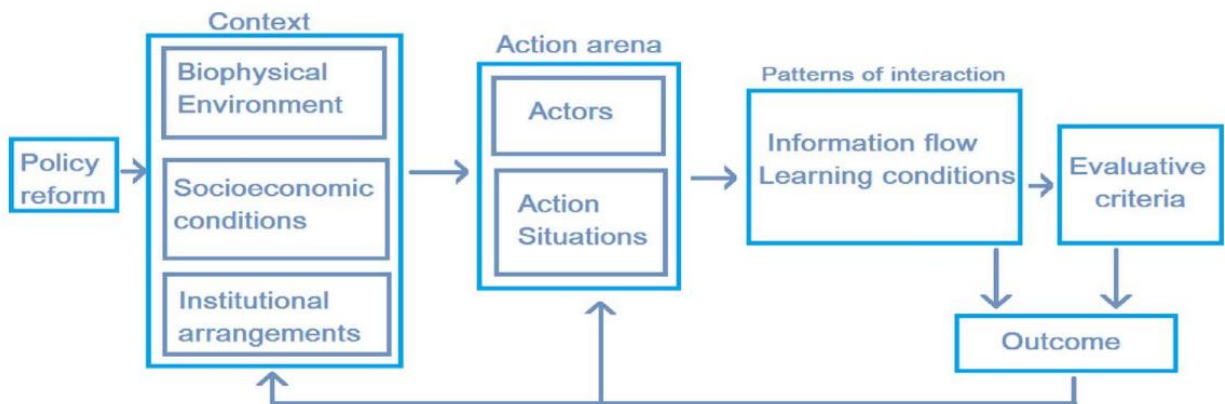 Policy
reform
Context
Biophysical
Environment
Socioeconomic
conditions
Institutional
arrangements
Action arena
Actors
Action
Situations
Patterns of interaction
Information flow
Learning conditions
Evaluative
criteria
Outcome